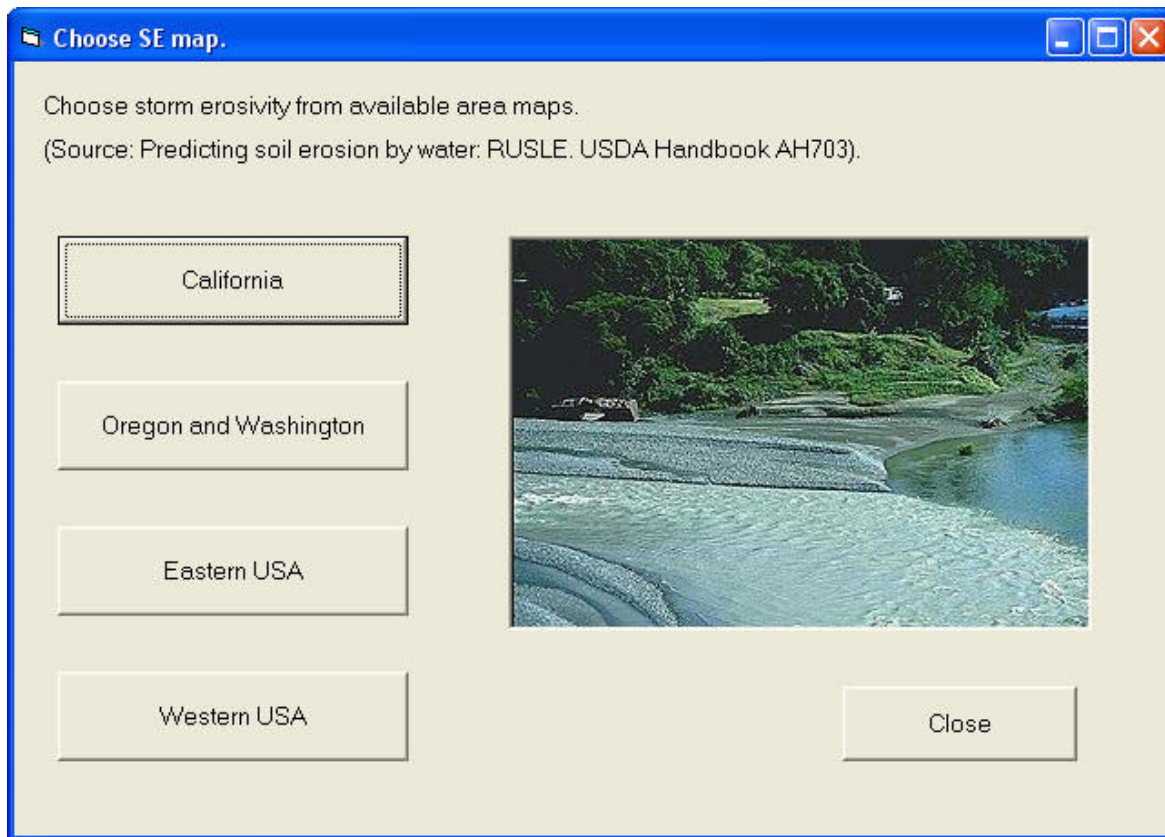 Choose SE map.
Choose storm erosivity from available area maps.
(Source: Predicting soil erosion by water: RUSLE. USDA Handbook AH703).
California
Oregon and Washington
Eastern USA
Western USA
Close